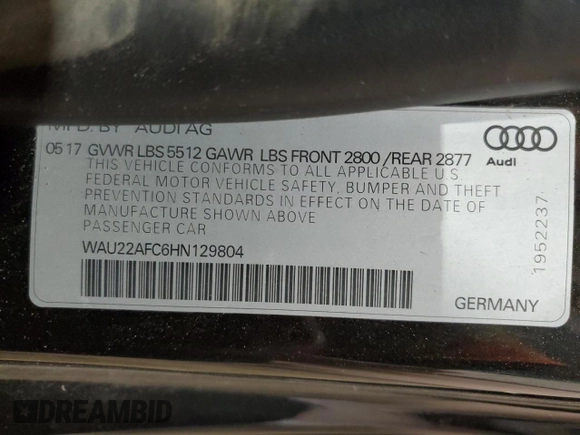 MFD. BY AUDI AG
05 17 GVWR LBS 5512 GAWR LBS FRONT 2800 /REAR 2877
THIS VEHICLE CONFORMS TO ALL APPLICABLE U.S.
FEDERAL MOTOR VEHICLE SAFETY, BUMPER AND THEFT
PREVENTION STANDARDS IN EFFECT ON THE DATE OF
MANUFACTURE SHOWN ABOVE
PASSENGER CAR
WAU22AFC6HN129804
Audi
1952237
GERMANY
DREAMBID